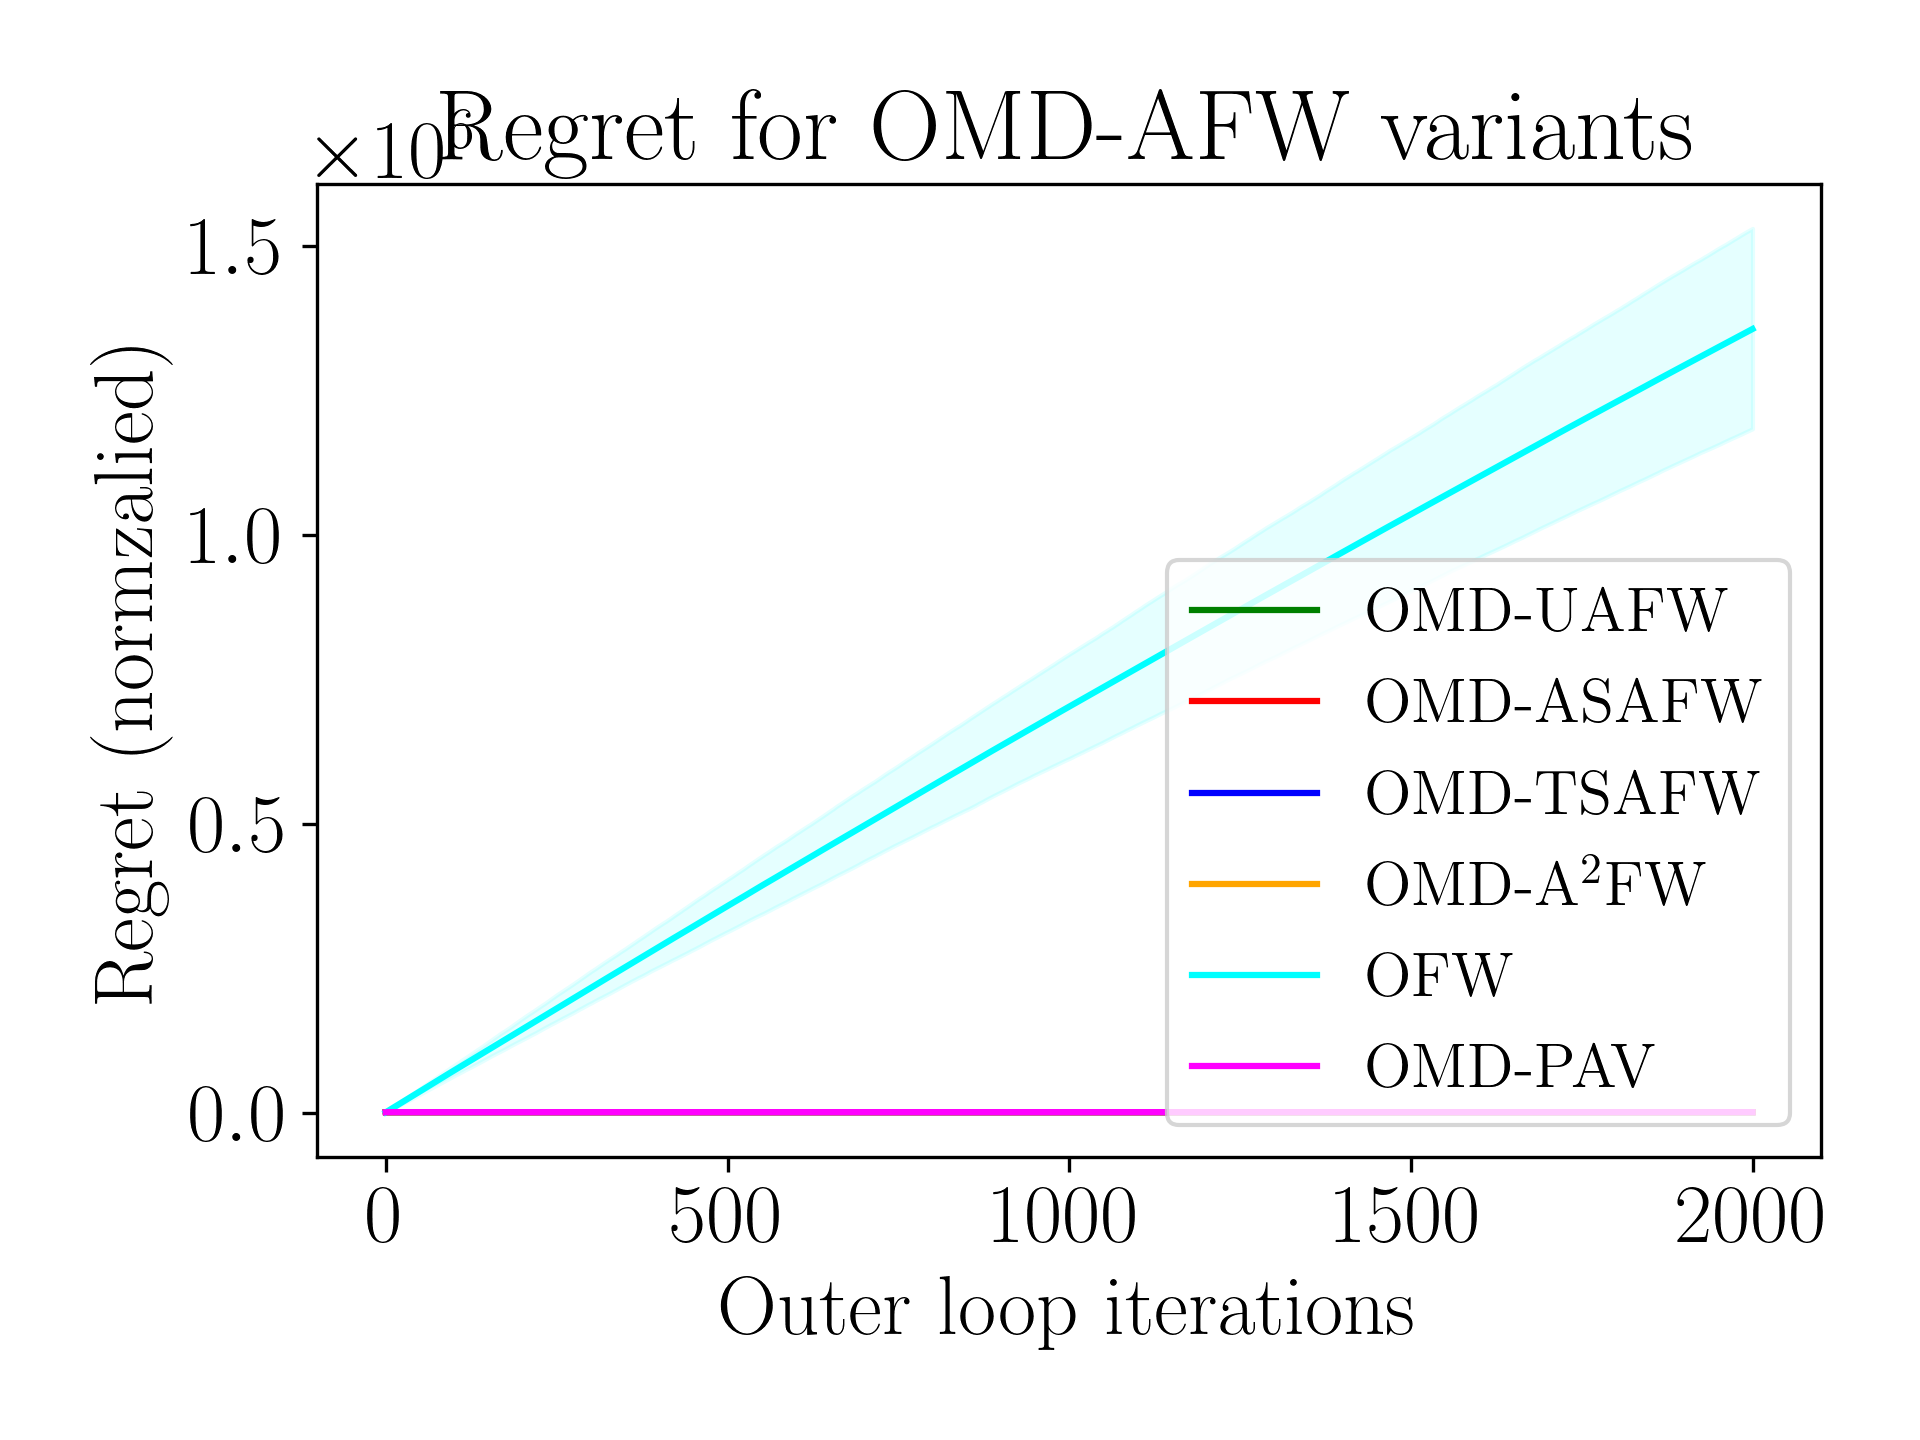 Regret for OMD-AFW variants
×10
1.5
1.0
0.5
0.0
Regret (normzalied)
OMD-UAFW
OMD-ASAFW
OMD-TSAFW
OMD-A²FW
OFW
OMD-PAV
0 500 1000 1500 2000
Outer loop iterations